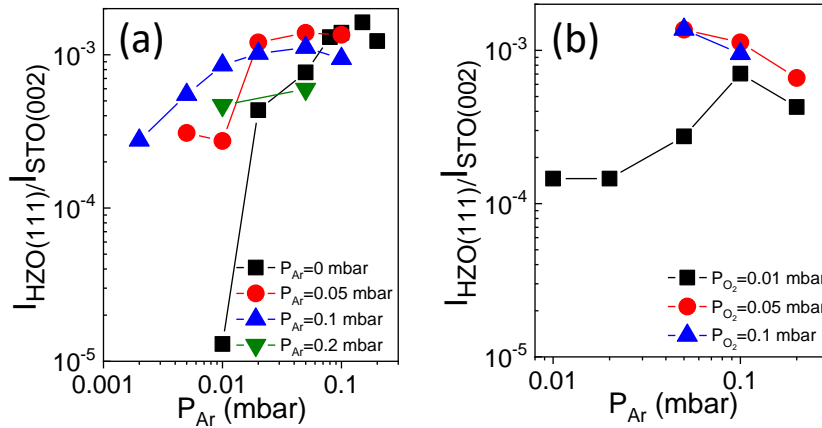 (a)
I_HZO(111)/I_STO(002)
10^-3
10^-4
10^-5
P_Ar=0 mbar
P_Ar=0.05 mbar
P_Ar=0.1 mbar
P_Ar=0.2 mbar
0.001 0.01 0.1
P_Ar (mbar)
(b)
I_HZO(111)/I_STO(002)
10^-3
10^-4
10^-5
P_O2=0.01 mbar
P_O2=0.05 mbar
P_O2=0.1 mbar
0.01 0.1
P_Ar (mbar)